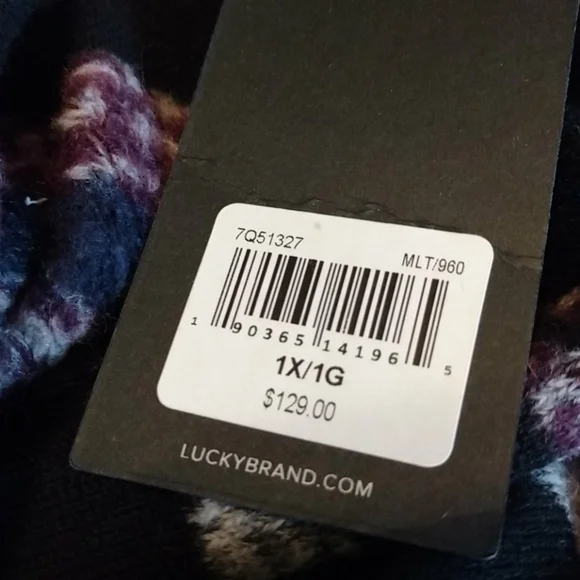 7Q51327
MLT/960
1 90365 14196 5
1X/1G
$129.00
LUCKYBRAND.COM